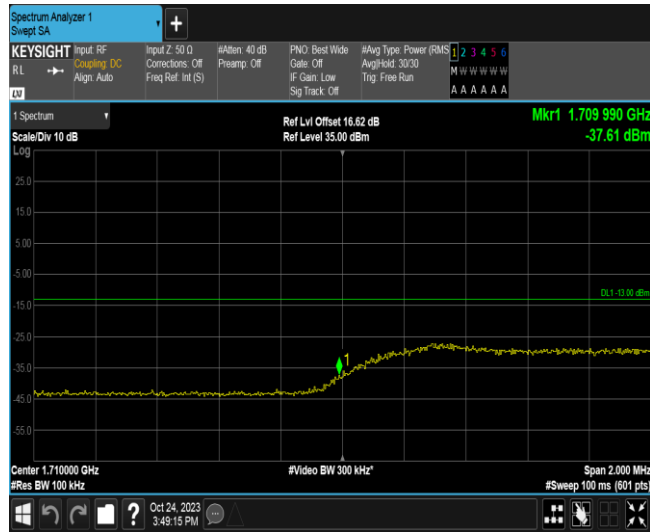 Spectrum Analyzer 1
Swept SA
KEYSIGHT
RL
LXI
Input: RF
Coupling: DC
Align: Auto
Input Z: 50 Ω
Corrections: Off
Freq Ref: Int (S)
#Atten: 40 dB
Preamp: Off
PNO: Best Wide
Gate: Off
IF Gain: Low
Sig Track: Off
#Avg Type: Power (RMS
Avg|Hold: 30/30
Trig: Free Run
1 2 3 4 5 6
M W W W W W
A A A A A A
1 Spectrum
Scale/Div 10 dB
Log
Ref Lvl Offset 16.62 dB
Ref Level 35.00 dBm
Mkr1 1.709 990 GHz
-37.61 dBm
25.0
15.0
5.00
-5.00
DL1 -13.00 dBm
-15.0
1
-35.0
-45.0
-55.0
Center 1.710000 GHz
#Res BW 100 kHz
#Video BW 300 kHz*
Span 2.000 MHz
#Sweep 100 ms (601 pts)
?
Oct 24, 2023
3:49:15 PM